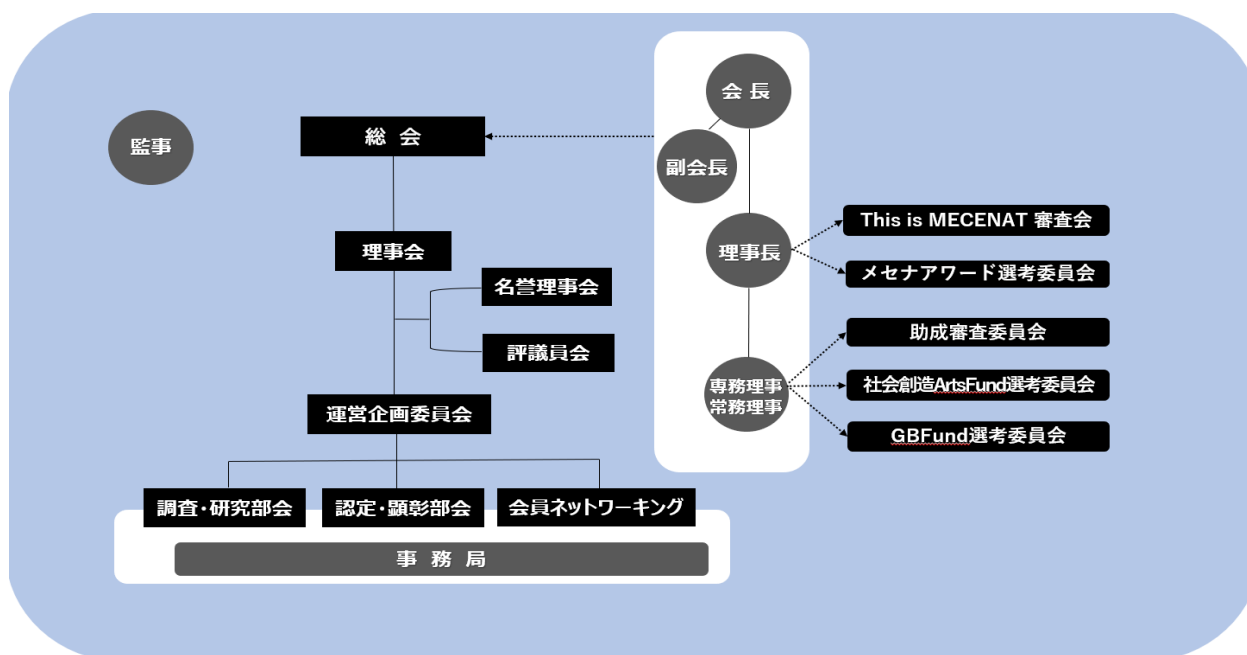 会 長
総 会
監事
副会長
This is MECENAT 審査会
理事会
理事長
メセナアワード選考委員会
名誉理事会
助成審査委員会
評議員会
社会創造ArtsFund選考委員会
専務理事
常務理事
運営企画委員会
GBFund選考委員会
調査・研究部会
認定・顕彰部会
会員ネットワーキング
事 務 局